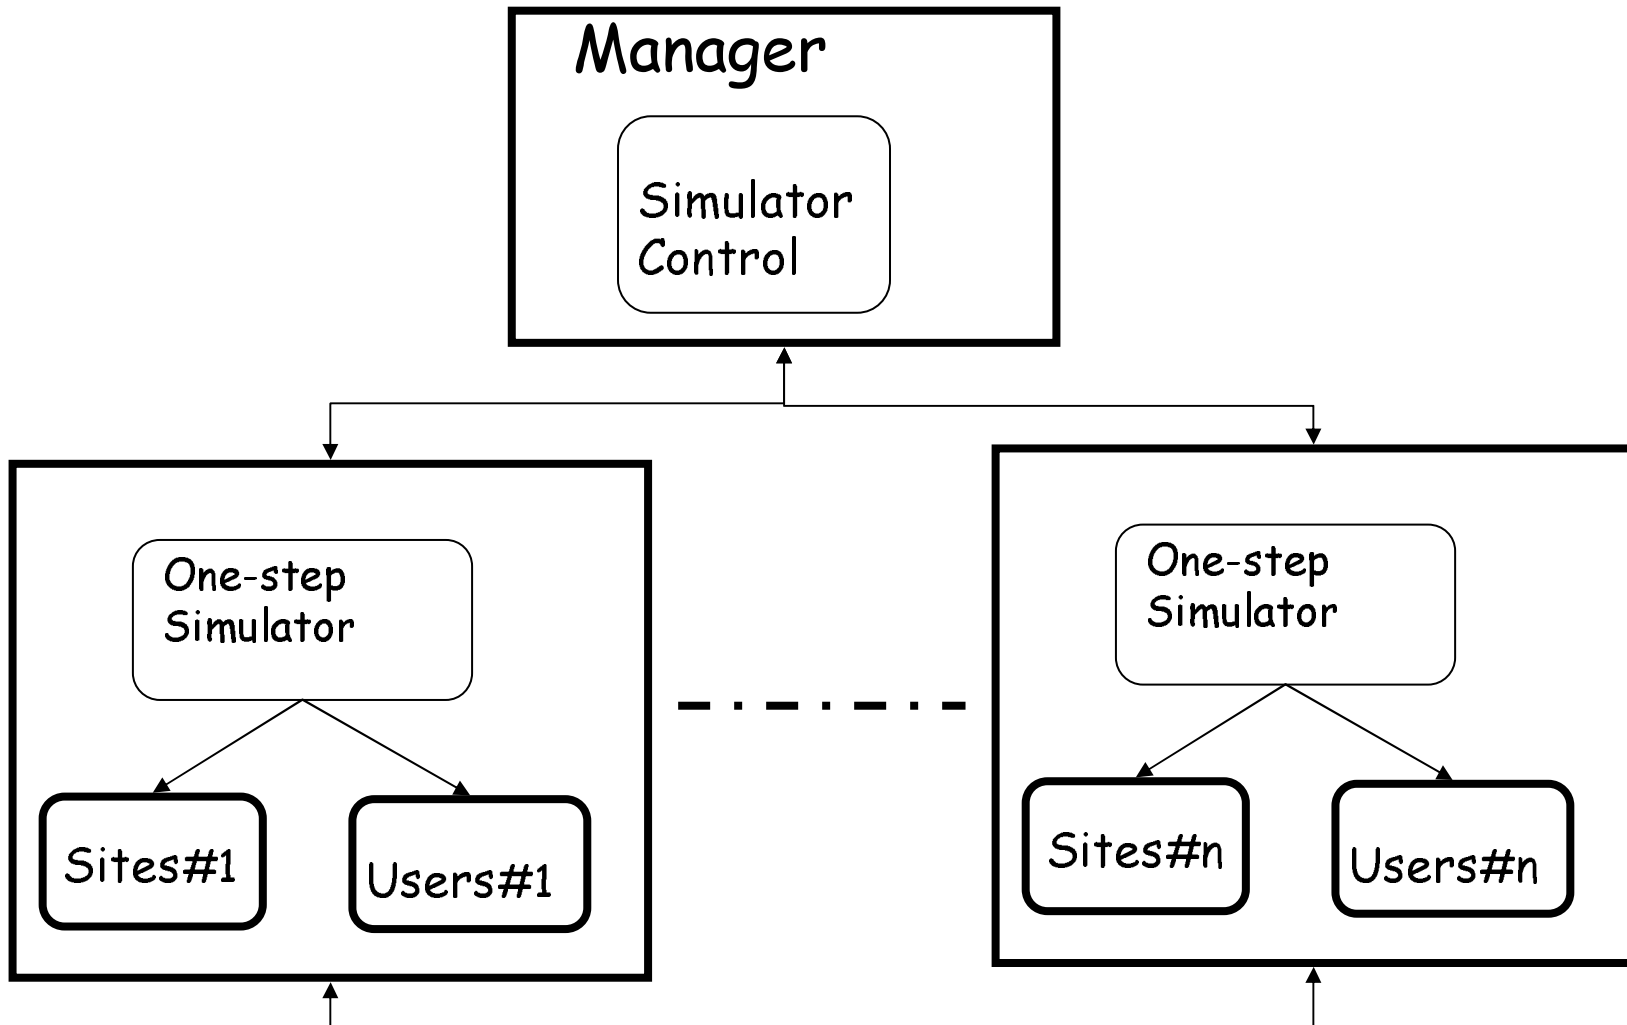 Manager
Simulator
Control
One-step
Simulator
Sites#1
Users#1
One-step
Simulator
Sites#n
Users#n